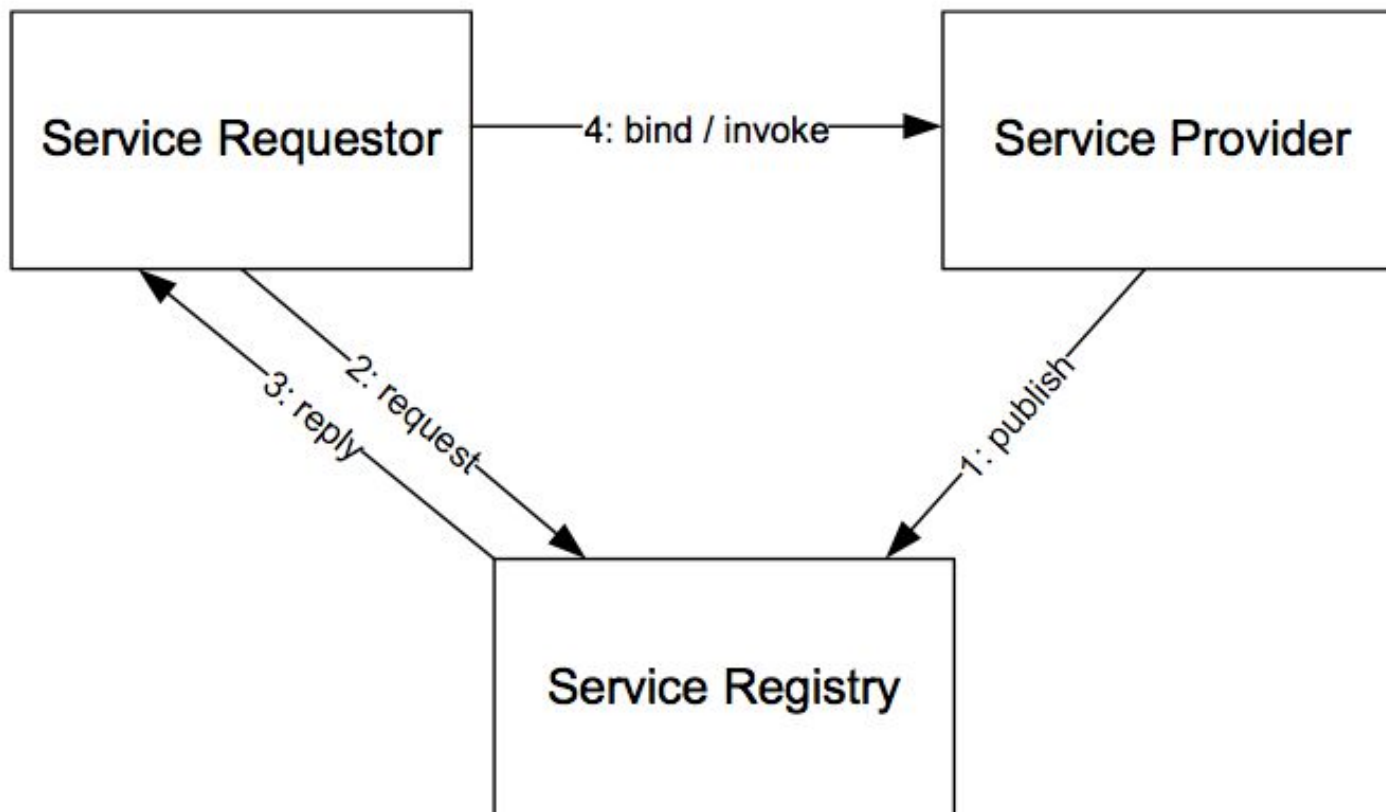 Service Requestor
4: bind / invoke
Service Provider
3: reply
2: request
1: publish
Service Registry